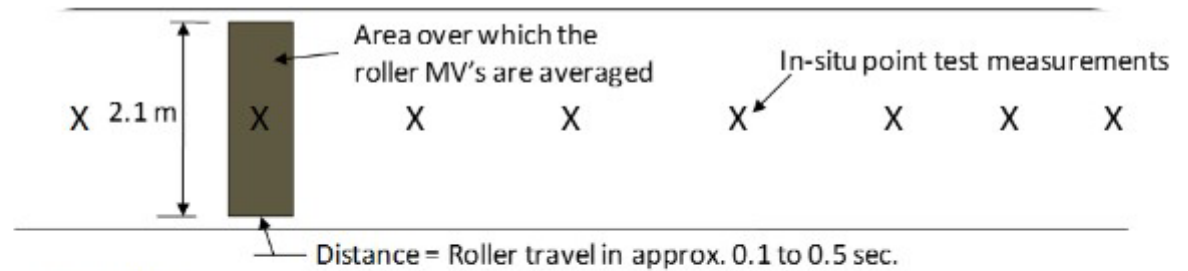 Area over which the
roller MV's are averaged
In-situ point test measurements
X 2.1 m X X X X X X X
Distance = Roller travel in approx. 0.1 to 0.5 sec.